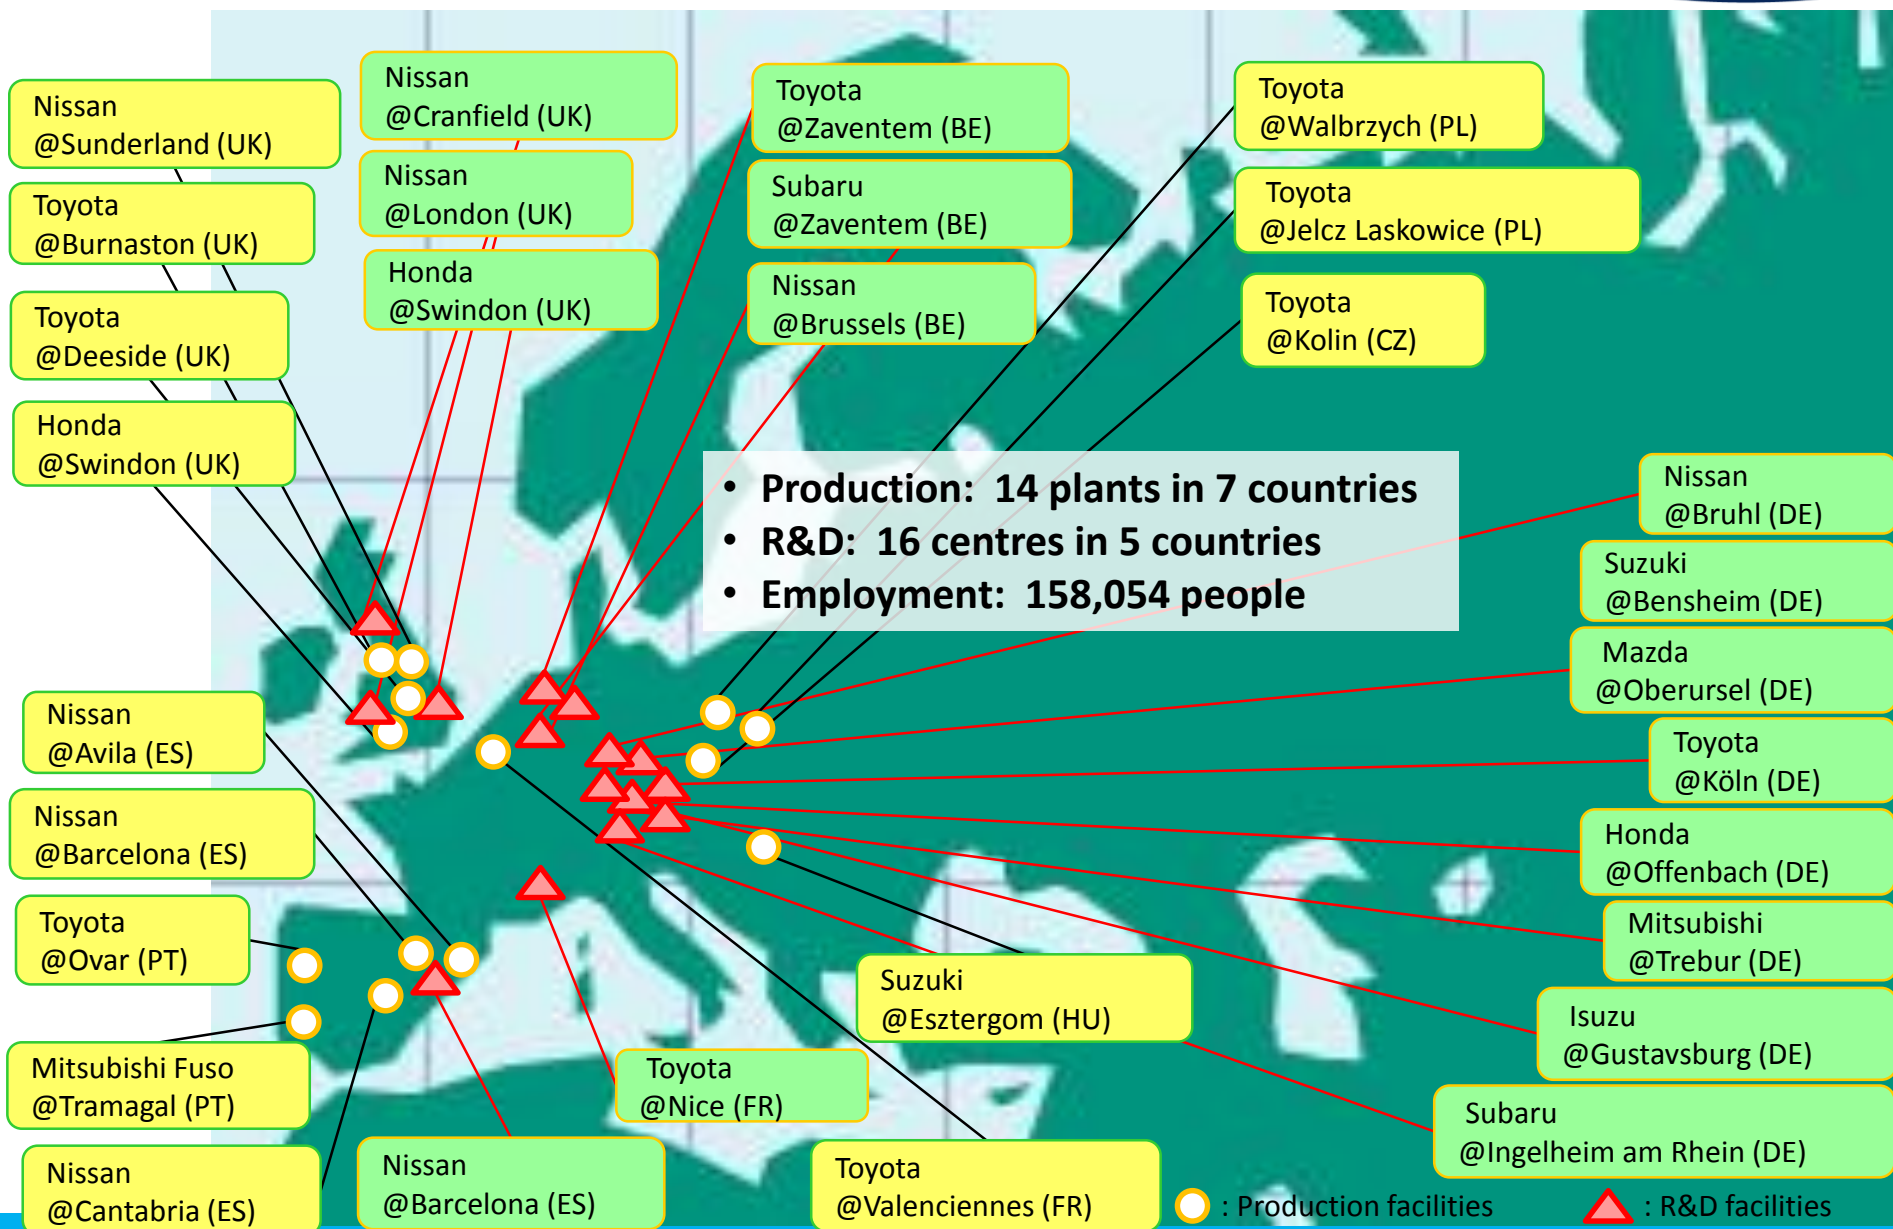 Nissan
@Sunderland (UK)
Toyota
@Burnaston (UK)
Toyota
@Deeside (UK)
Honda
@Swindon (UK)
Nissan
@Cranfield (UK)
Nissan
@London (UK)
Honda
@Swindon (UK)
Toyota
@Zaventem (BE)
Subaru
@Zaventem (BE)
Nissan
@Brussels (BE)
Toyota
@Walbrzych (PL)
Toyota
@Jelcz Laskowice (PL)
Toyota
@Kolin (CZ)
• Production: 14 plants in 7 countries
• R&D: 16 centres in 5 countries
• Employment: 158,054 people
Nissan
@Bruhl (DE)
Suzuki
@Bensheim (DE)
Mazda
@Oberursel (DE)
Toyota
@Köln (DE)
Honda
@Offenbach (DE)
Mitsubishi
@Trebur (DE)
Isuzu
@Gustavsburg (DE)
Subaru
@Ingelheim am Rhein (DE)
Nissan
@Avila (ES)
Nissan
@Barcelona (ES)
Toyota
@Ovar (PT)
Mitsubishi Fuso
@Tramagal (PT)
Nissan
@Cantabria (ES)
Nissan
@Barcelona (ES)
Toyota
@Nice (FR)
Suzuki
@Esztergom (HU)
Toyota
@Valenciennes (FR)
: Production facilities
: R&D facilities